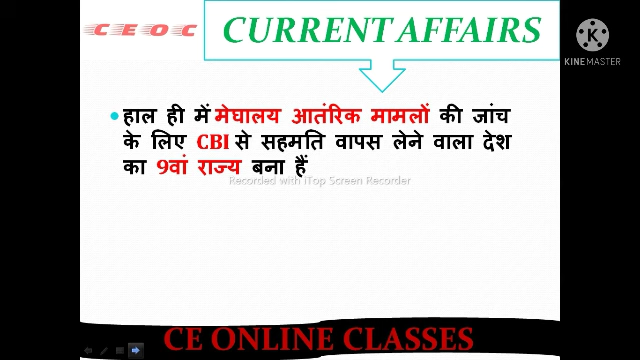 CEOC
CURRENT AFFAIRS
K
KINEMASTER
हाल ही में मेघालय आतंरिक मामलों की जांच
के लिए CBI से सहमति वापस लेने वाला देश
का 9वां राज्य बना हैं
Recorded with iTop Screen Recorder
CE ONLINE CLASSES